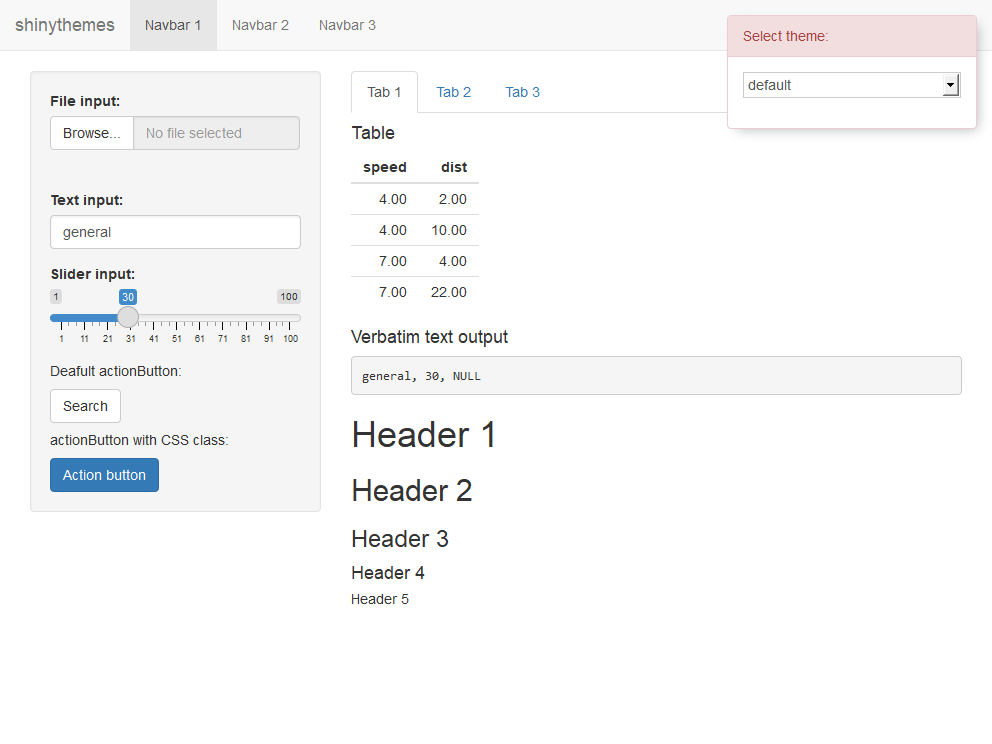 shinythemes Navbar 1 Navbar 2 Navbar 3
Select theme:
default
File input:
Browse... No file selected
Text input:
general
Slider input:
1 30 100
1 11 21 31 41 51 61 71 81 91 100
Deafult actionButton:
Search
actionButton with CSS class:
Action button
Tab 1 Tab 2 Tab 3
Table
speed dist
4.00 2.00
4.00 10.00
7.00 4.00
7.00 22.00
Verbatim text output
general, 30, NULL
Header 1
Header 2
Header 3
Header 4
Header 5